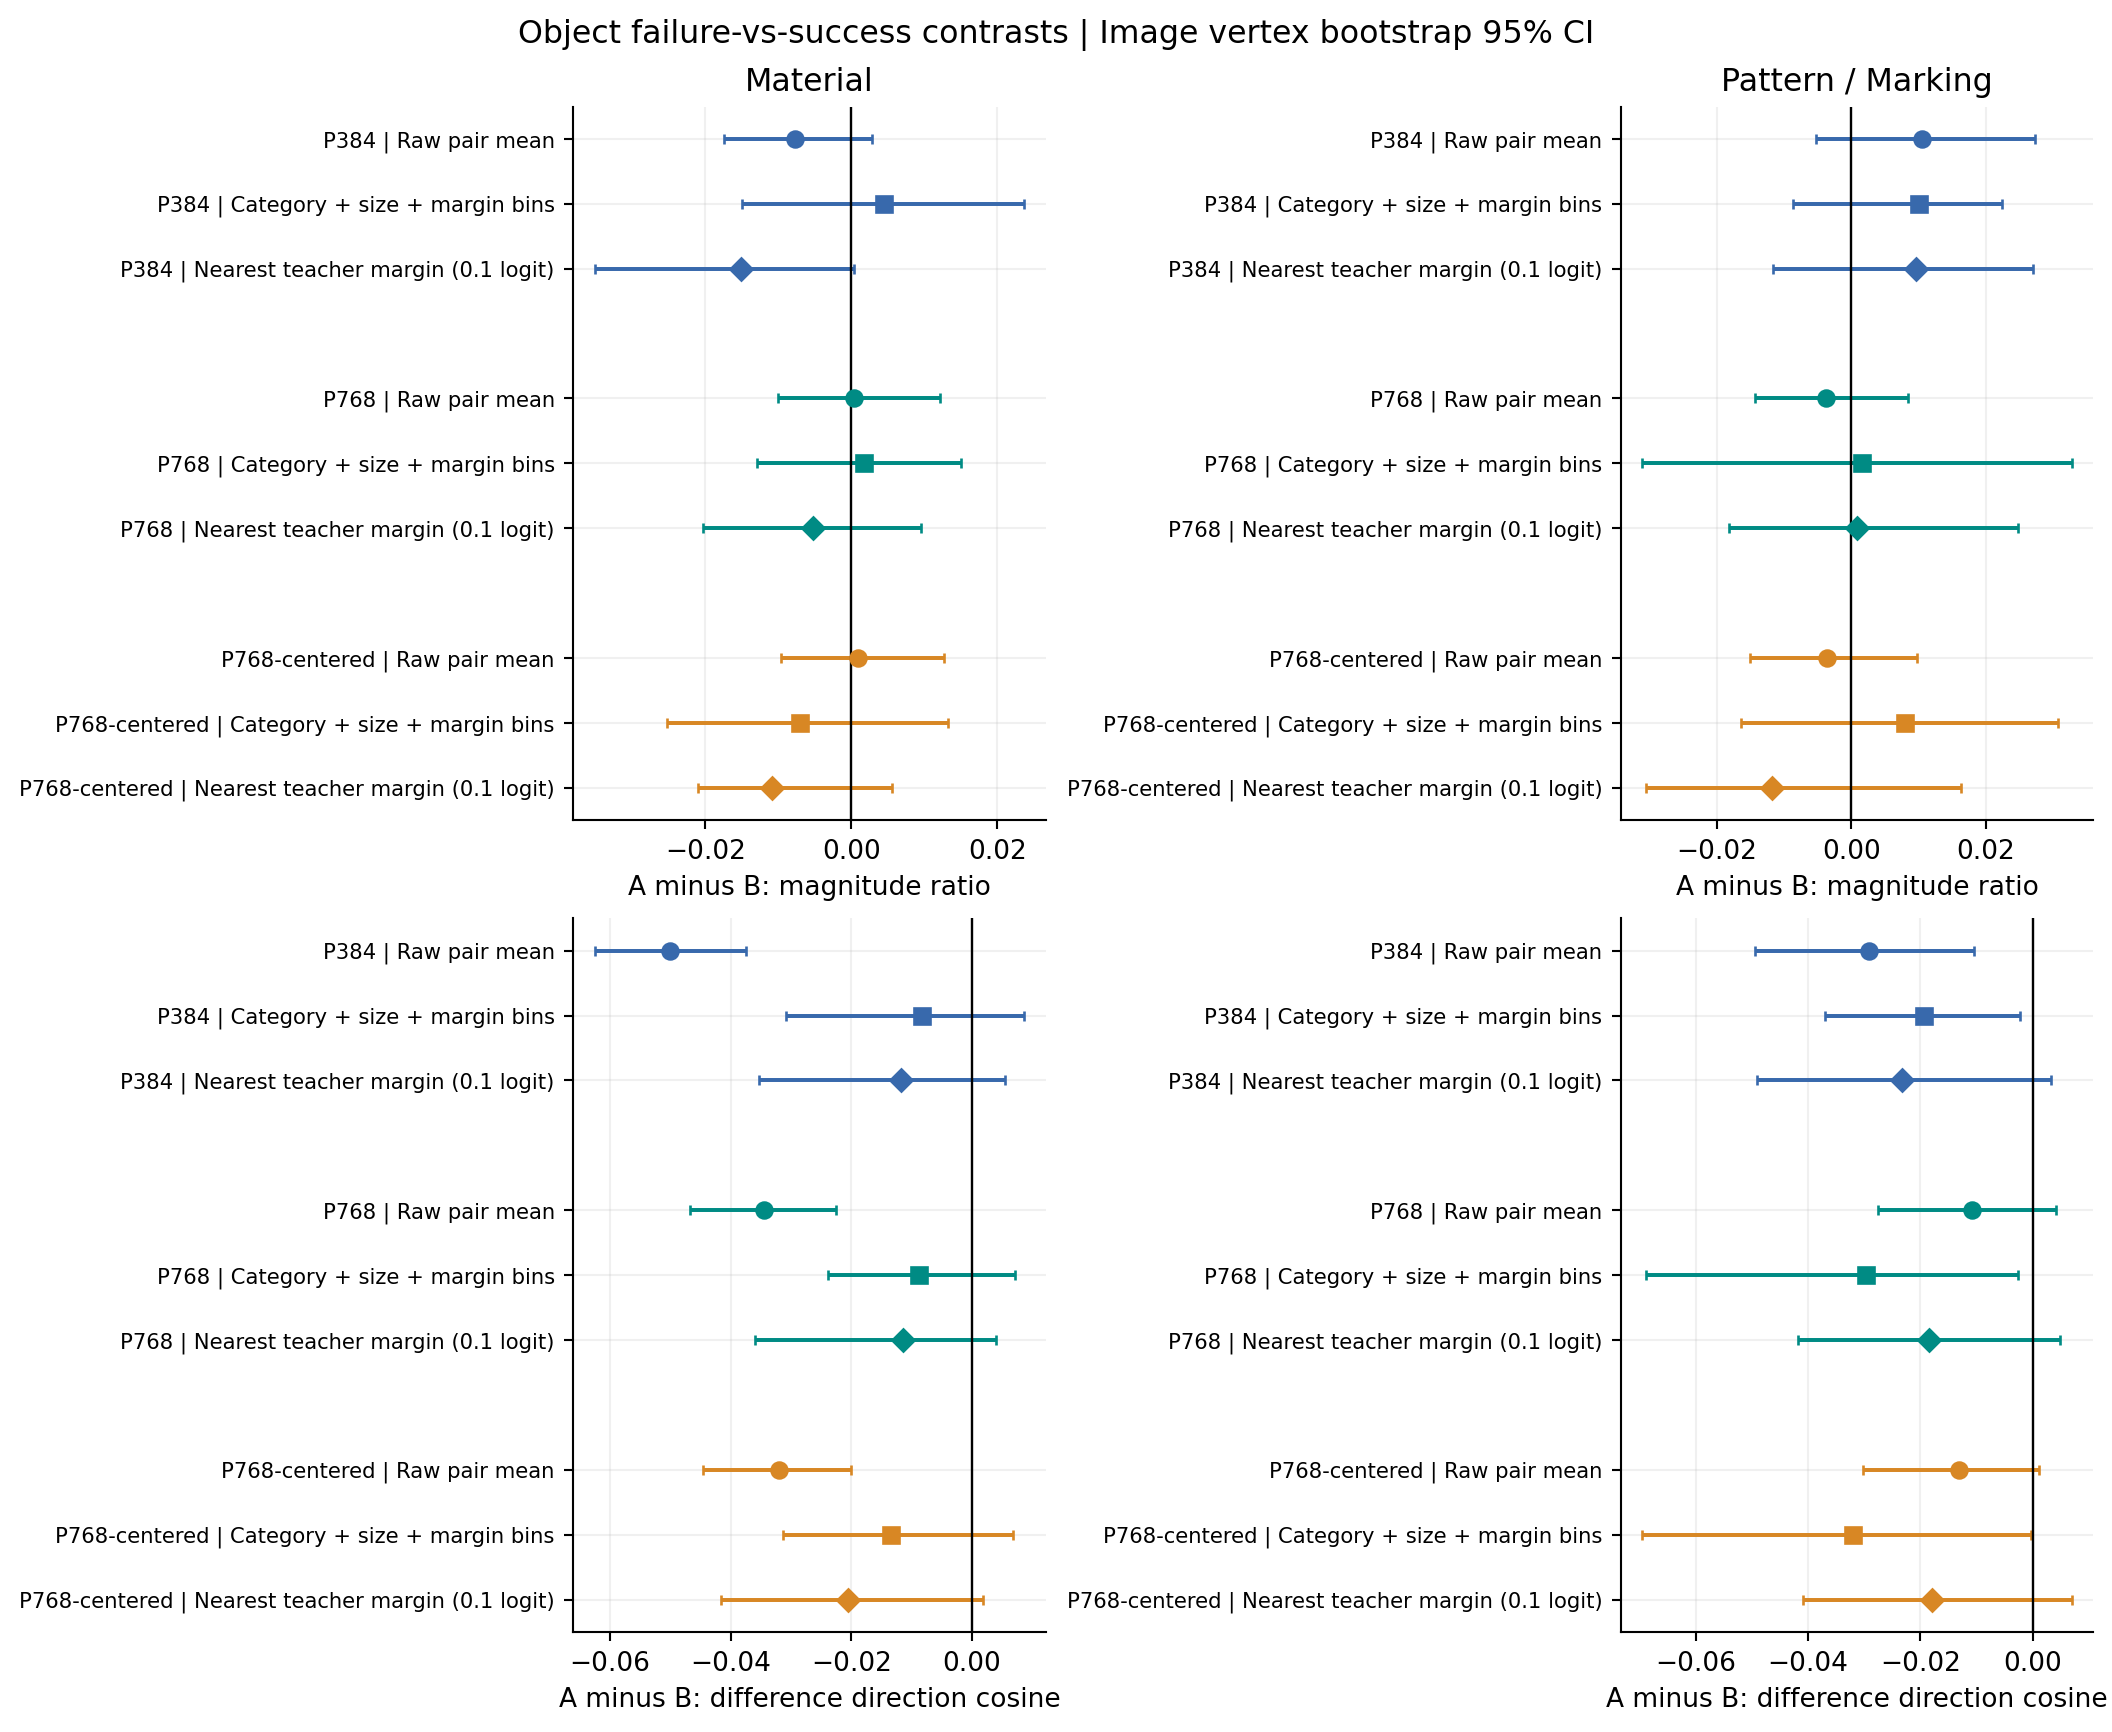 Object failure-vs-success contrasts | Image vertex bootstrap 95% CI
Material
P384 | Raw pair mean
P384 | Category + size + margin bins
P384 | Nearest teacher margin (0.1 logit)
P768 | Raw pair mean
P768 | Category + size + margin bins
P768 | Nearest teacher margin (0.1 logit)
P768-centered | Raw pair mean
P768-centered | Category + size + margin bins
P768-centered | Nearest teacher margin (0.1 logit)
−0.02 0.00 0.02
A minus B: magnitude ratio
Pattern / Marking
P384 | Raw pair mean
P384 | Category + size + margin bins
P384 | Nearest teacher margin (0.1 logit)
P768 | Raw pair mean
P768 | Category + size + margin bins
P768 | Nearest teacher margin (0.1 logit)
P768-centered | Raw pair mean
P768-centered | Category + size + margin bins
P768-centered | Nearest teacher margin (0.1 logit)
−0.02 0.00 0.02
A minus B: magnitude ratio
P384 | Raw pair mean
P384 | Category + size + margin bins
P384 | Nearest teacher margin (0.1 logit)
P768 | Raw pair mean
P768 | Category + size + margin bins
P768 | Nearest teacher margin (0.1 logit)
P768-centered | Raw pair mean
P768-centered | Category + size + margin bins
P768-centered | Nearest teacher margin (0.1 logit)
−0.06 −0.04 −0.02 0.00
A minus B: difference direction cosine
P384 | Raw pair mean
P384 | Category + size + margin bins
P384 | Nearest teacher margin (0.1 logit)
P768 | Raw pair mean
P768 | Category + size + margin bins
P768 | Nearest teacher margin (0.1 logit)
P768-centered | Raw pair mean
P768-centered | Category + size + margin bins
P768-centered | Nearest teacher margin (0.1 logit)
−0.06 −0.04 −0.02 0.00
A minus B: difference direction cosine